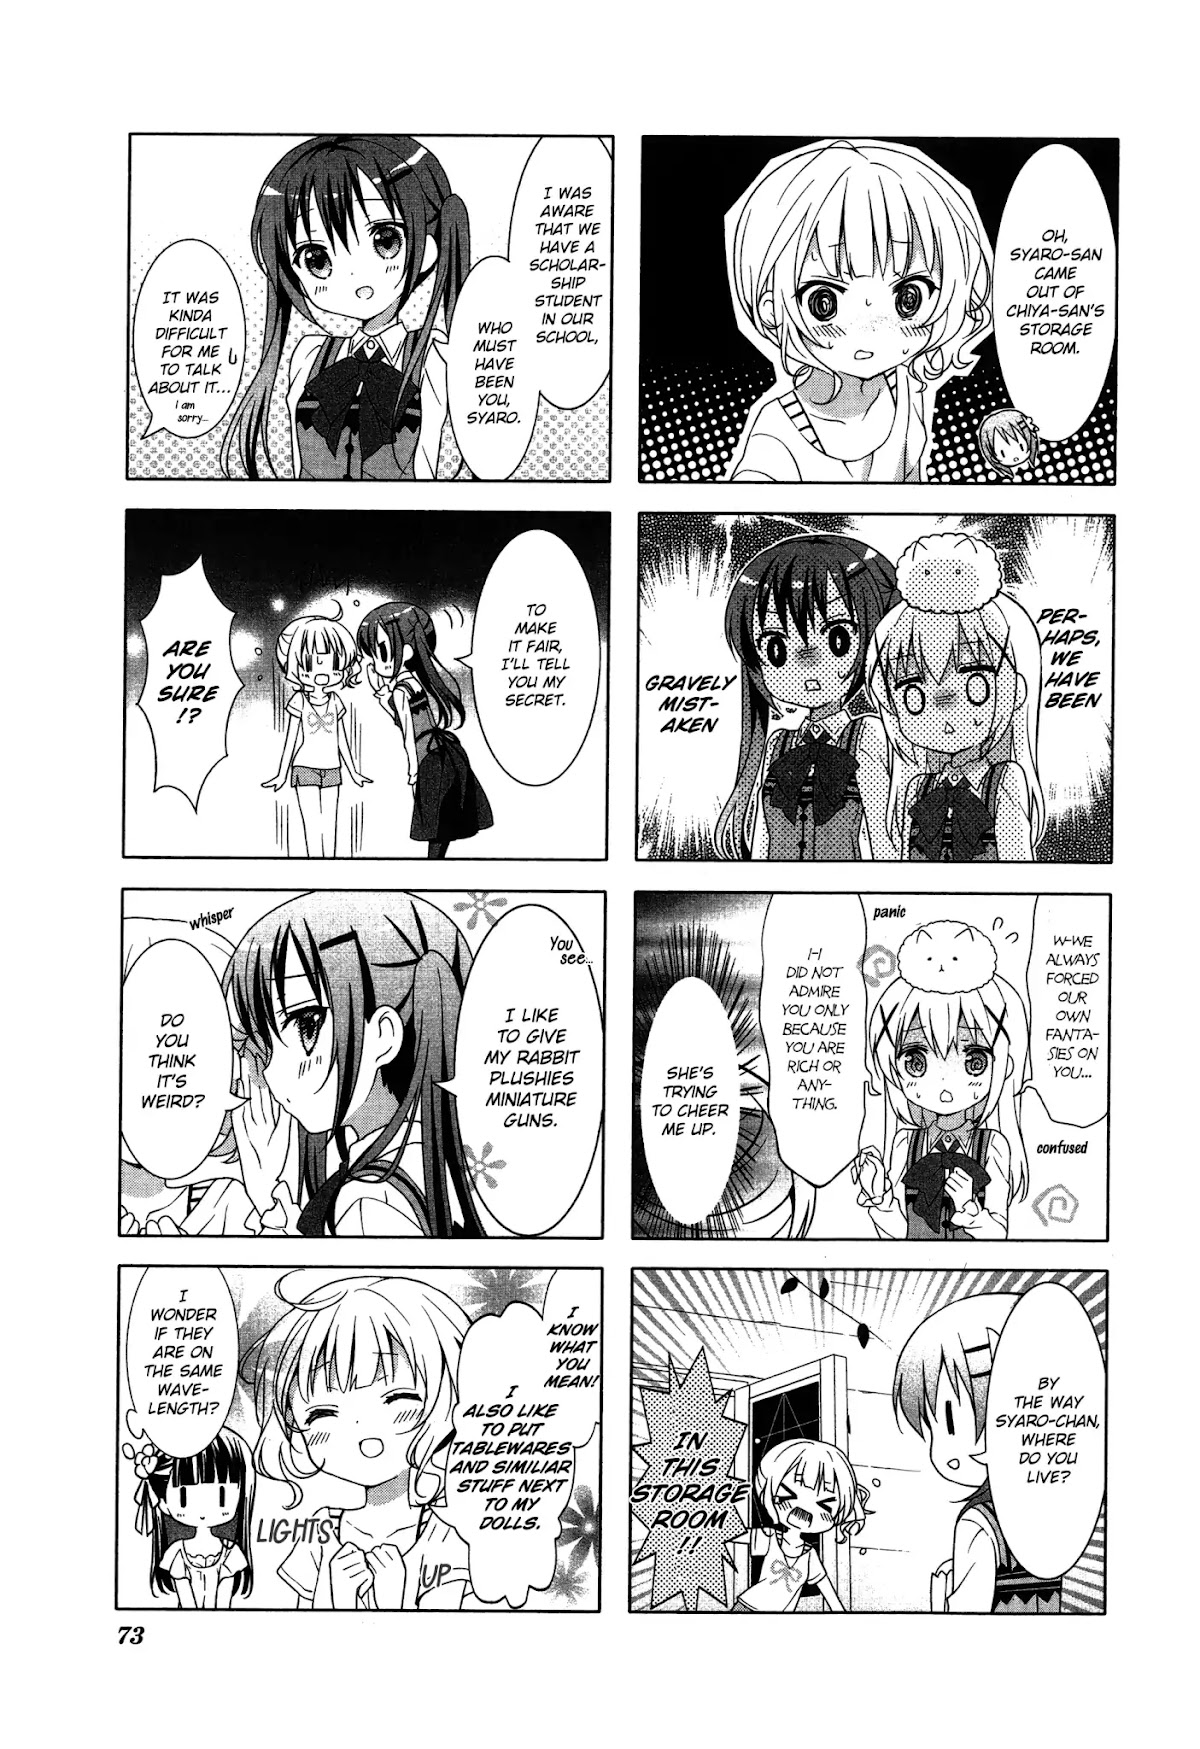 OH,
SYARO-SAN
CAME
OUT OF
CHIYA-SAN'S
STORAGE
ROOM.
PER-
HAPS,
WE
HAVE
BEEN
GRAVELY
MIST-
AKEN
W-WE
ALWAYS
FORCED
OUR
OWN
FANTA-
SIES ON
YOU...
panic
I-I
DID NOT
ADMIRE
YOU ONLY
BECAUSE
YOU ARE
RICH OR
ANY-
THING.
confused
SHE'S
TRYING
TO CHEER
ME UP.
BY
THE WAY
SYARO-CHAN,
WHERE
DO YOU
LIVE?
IN
THIS
STORAGE
ROOM
!!
I WAS
AWARE
THAT WE
HAVE A
SCHOLAR-
SHIP
STUDENT
IN OUR
SCHOOL,
WHO
MUST
HAVE
BEEN
YOU,
SYARO.
IT WAS
KINDA
DIFFICULT
FOR ME
TO TALK
ABOUT IT...
i am
sorry...
TO
MAKE
IT FAIR,
I'LL TELL
YOU MY
SECRET.
ARE
YOU
SURE
!?
You
see...
I LIKE
TO GIVE
MY RABBIT
PLUSHIES
MINIATURE
GUNS.
whisper
DO
YOU
THINK
IT'S
WEIRD?
I
KNOW
WHAT
YOU
MEAN!
I
ALSO LIKE
TO PUT
TABLEWARES
AND SIMILIAR
STUFF NEXT
TO MY
DOLLS.
LIGHTS
UP
I
WONDER
IF THEY
ARE ON
THE SAME
WAVE-
LENGTH?
73